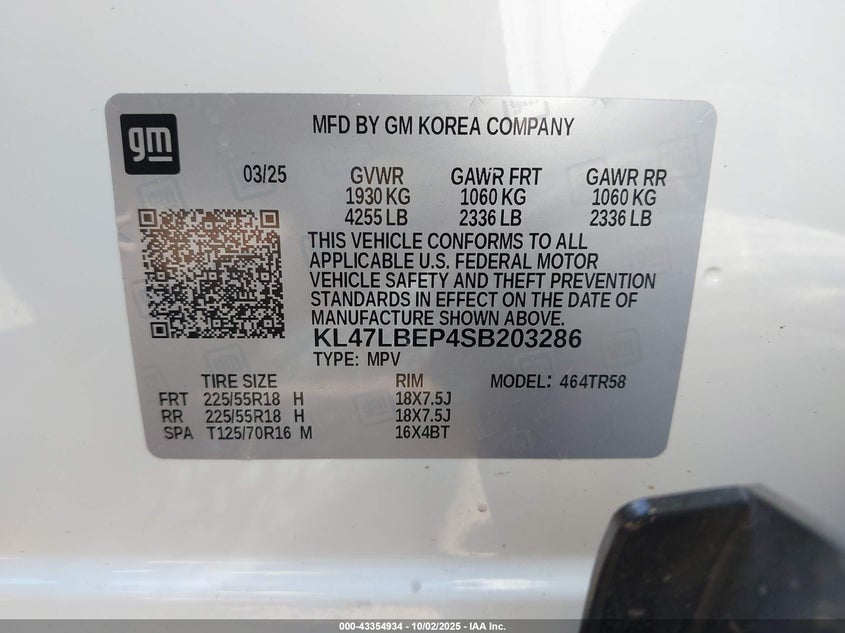 gm
MFD BY GM KOREA COMPANY
03/25 GVWR GAWR FRT GAWR RR
1930 KG 1060 KG 1060 KG
4255 LB 2336 LB 2336 LB
THIS VEHICLE CONFORMS TO ALL
APPLICABLE U.S. FEDERAL MOTOR
VEHICLE SAFETY AND THEFT PREVENTION
STANDARDS IN EFFECT ON THE DATE OF
MANUFACTURE SHOWN ABOVE.
KL47LBEP4SB203286
TYPE: MPV
TIRE SIZE RIM MODEL: 464TR58
FRT 225/55R18 H 18X7.5J
RR 225/55R18 H 18X7.5J
SPA T125/70R16 M 16X4BT
000-43354934 - 10/02/2025 - IAA Inc.